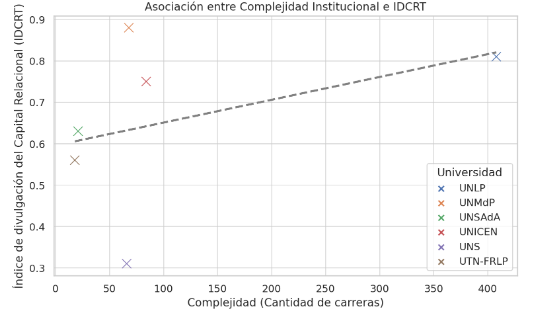 Asociación entre Complejidad Institucional e IDCRT
Índice de divulgación del Capital Relacional (IDCRT)
0.9
0.8
0.7
0.6
0.5
0.4
0.3
Universidad
UNLP
UNMdP
UNSAdA
UNICEN
UNS
UTN-FRLP
0 50 100 150 200 250 300 350 400
Complejidad (Cantidad de carreras)